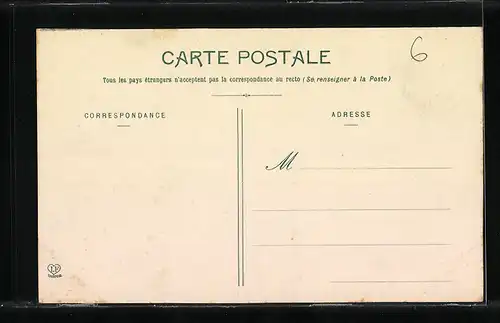 CARTE POSTALE
6
Tous les pays étrangers n'acceptent pas la correspondance au recto (Se renseigner à la Poste)
CORRESPONDANCE
ADRESSE
M